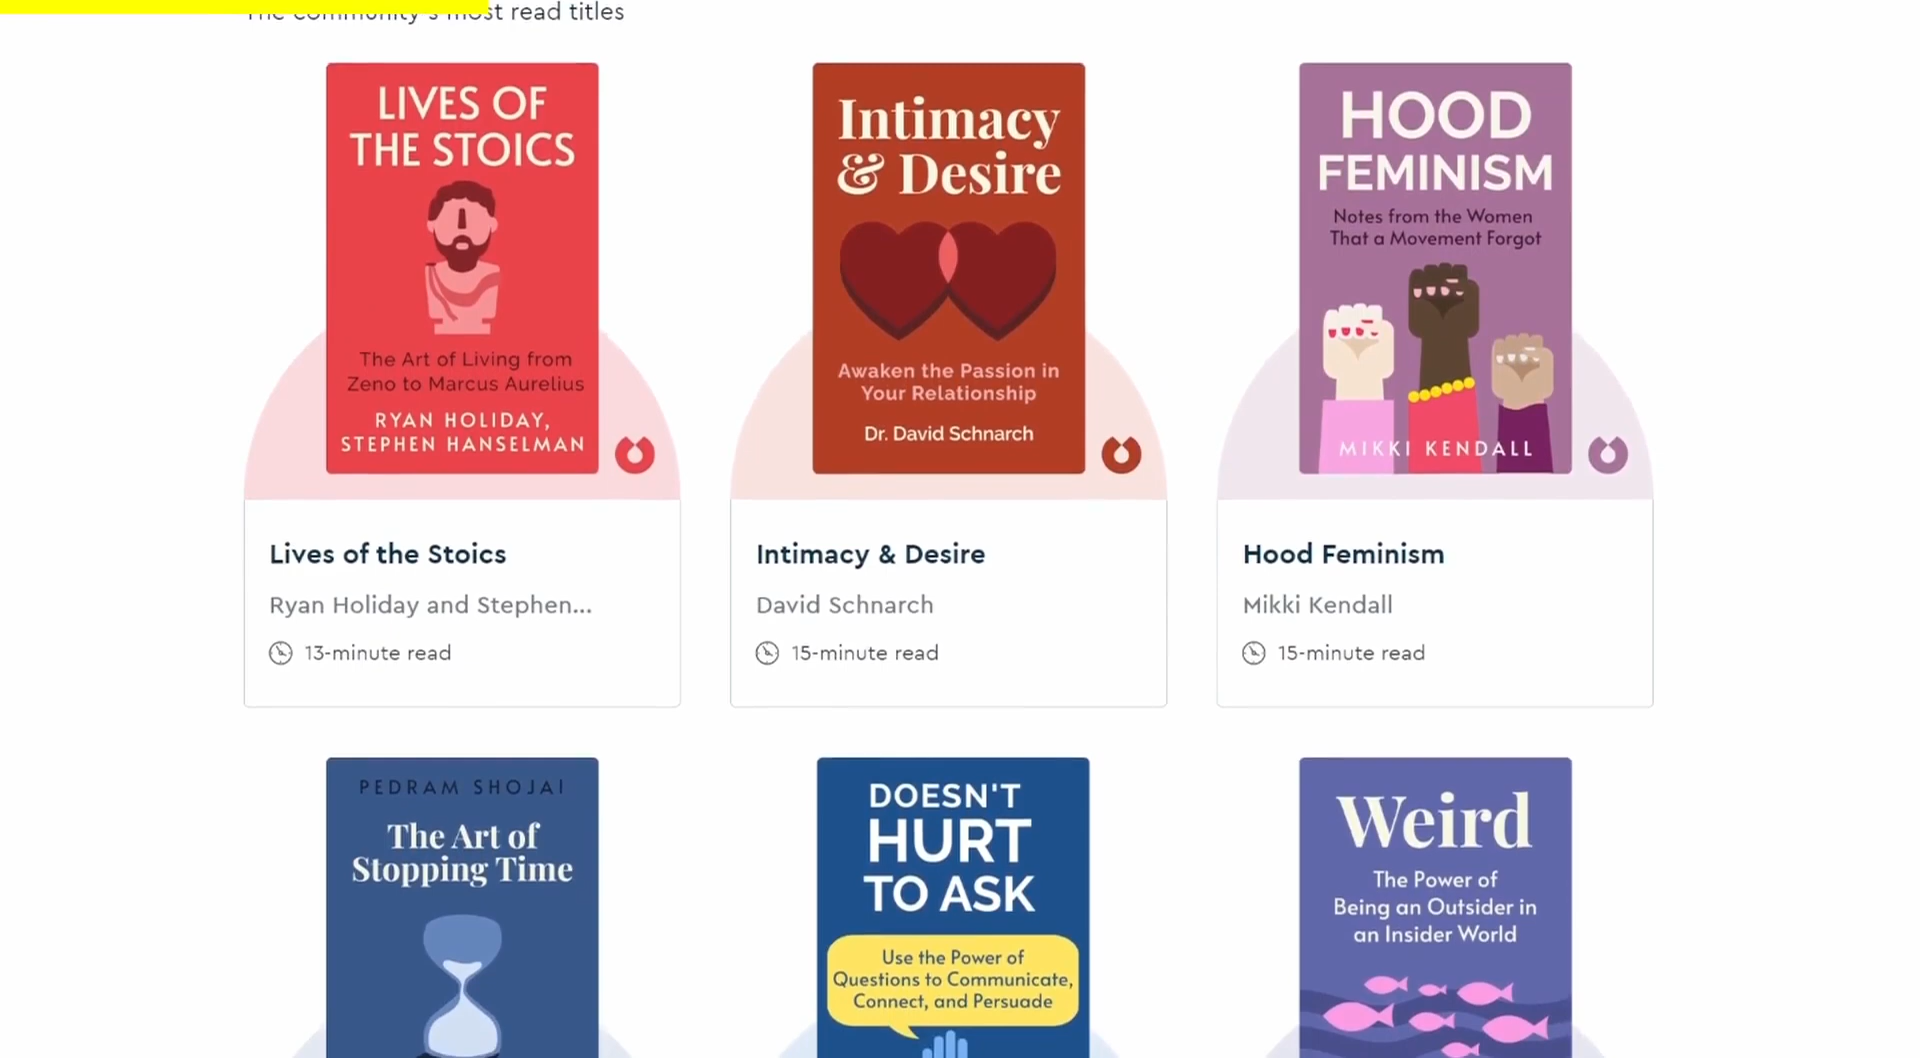 The community's most read titles
LIVES OF
THE STOICS
The Art of Living from
Zeno to Marcus Aurelius
RYAN HOLIDAY,
STEPHEN HANSELMAN
Intimacy
& Desire
Awaken the Passion in
Your Relationship
Dr. David Schnarch
HOOD
FEMINISM
Notes from the Women
That a Movement Forgot
MIKKI KENDALL
Lives of the Stoics
Ryan Holiday and Stephen...
13-minute read
Intimacy & Desire
David Schnarch
15-minute read
Hood Feminism
Mikki Kendall
15-minute read
PEDRAM SHOJAI
The Art of
Stopping Time
DOESN'T
HURT
TO ASK
Use the Power of
Questions to Communicate,
Connect, and Persuade
Weird
The Power of
Being an Outsider in
an Insider World